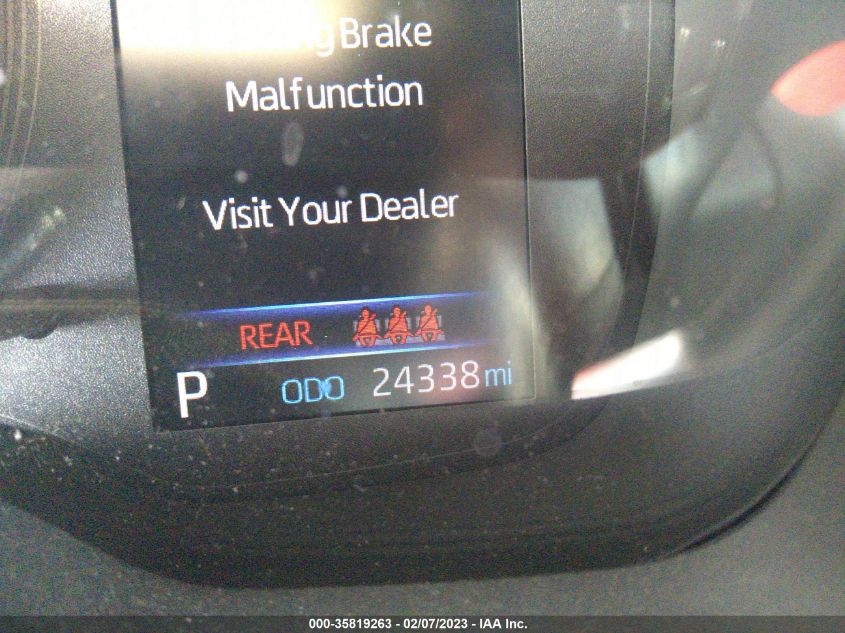 Brake
Malfunction
Visit Your Dealer
REAR
P ODO 24338 mi
000-35819263 - 02/07/2023 - IAA Inc.